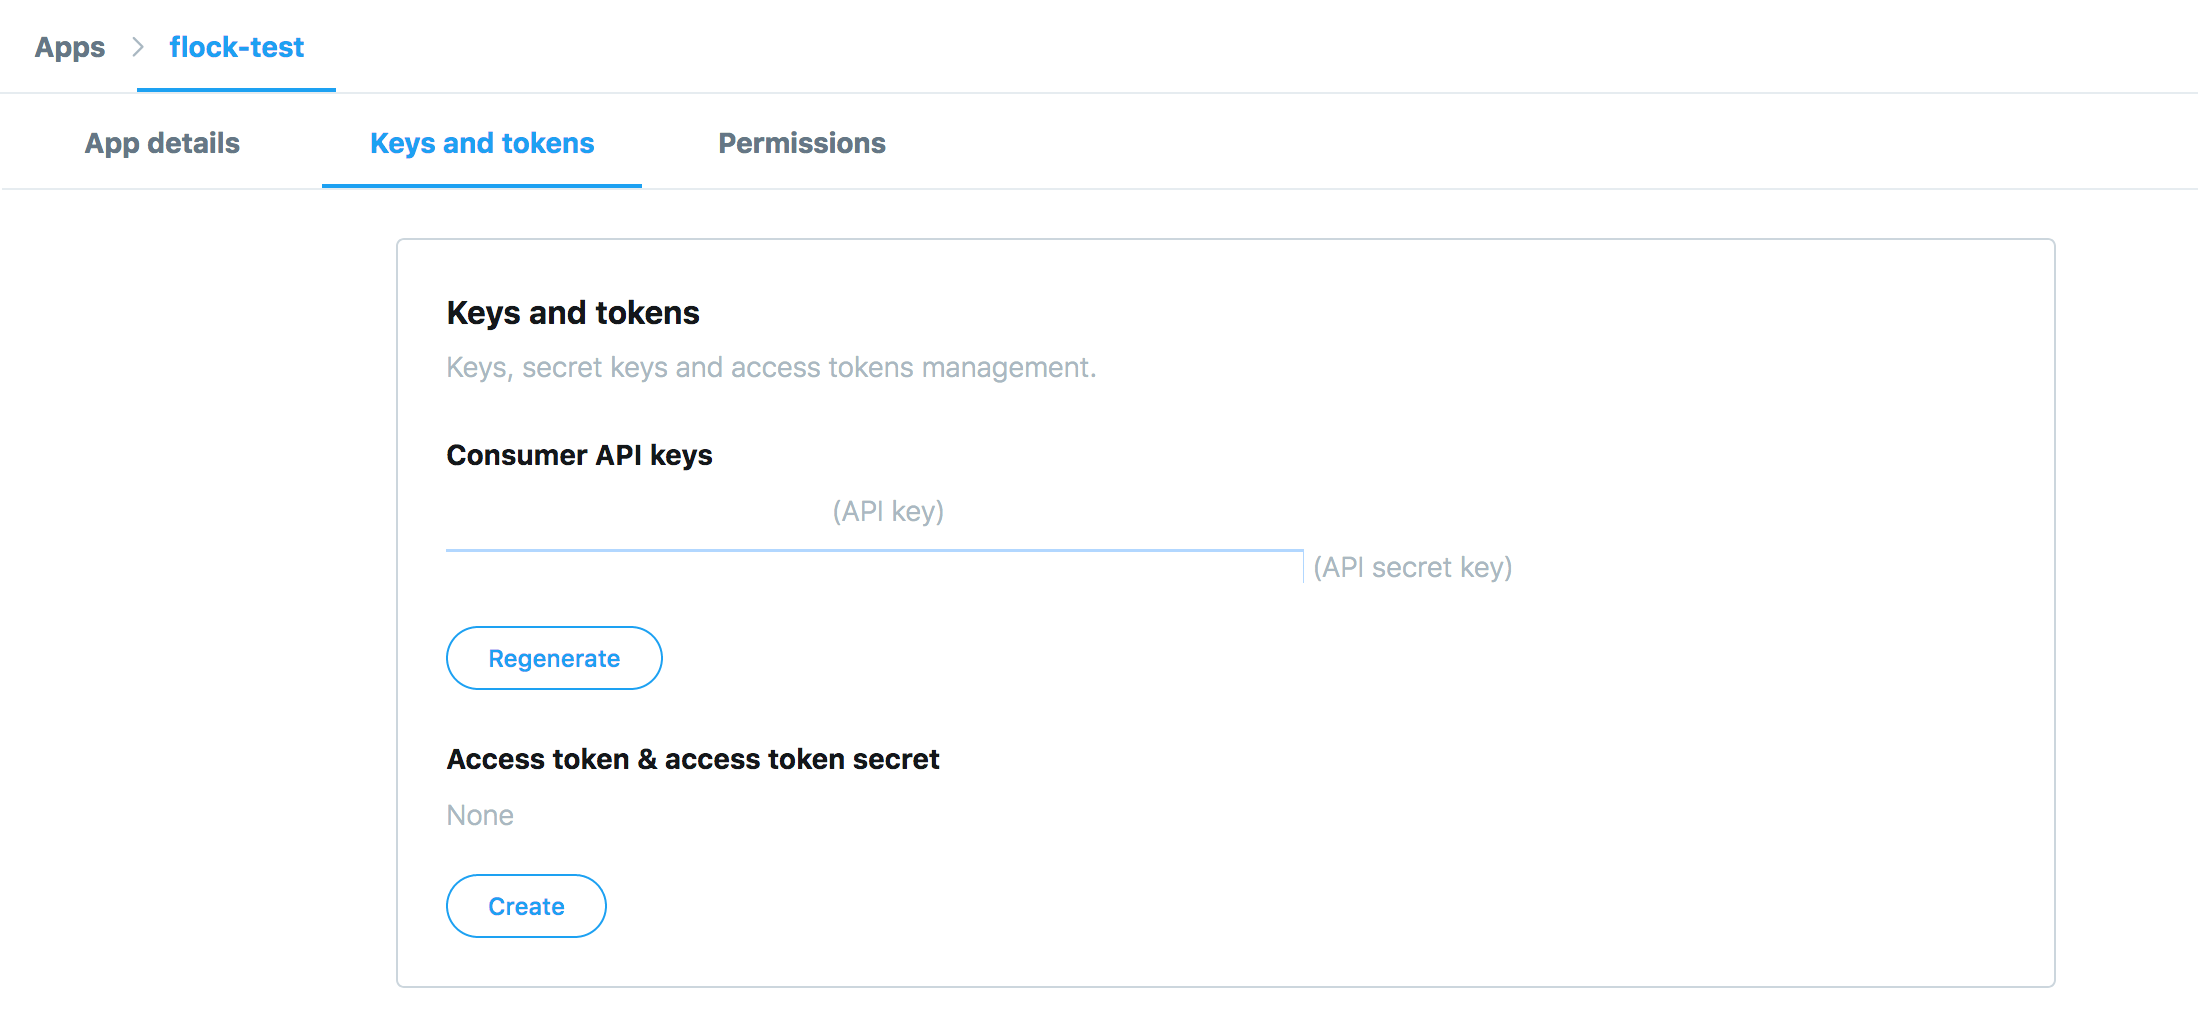 Apps > flock-test
App details Keys and tokens Permissions
Keys and tokens
Keys, secret keys and access tokens management.
Consumer API keys
(API key)
(API secret key)
Regenerate
Access token & access token secret
None
Create